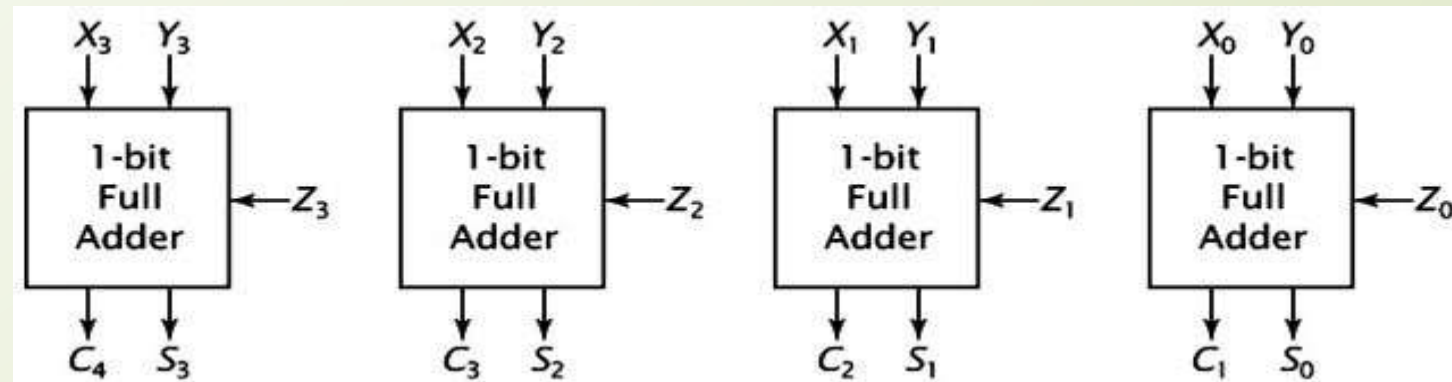 X₃ Y₃ X₂ Y₂ X₁ Y₁ X₀ Y₀
1-bit Full Adder Z₃ 1-bit Full Adder Z₂ 1-bit Full Adder Z₁ 1-bit Full Adder Z₀
C₄ S₃ C₃ S₂ C₂ S₁ C₁ S₀